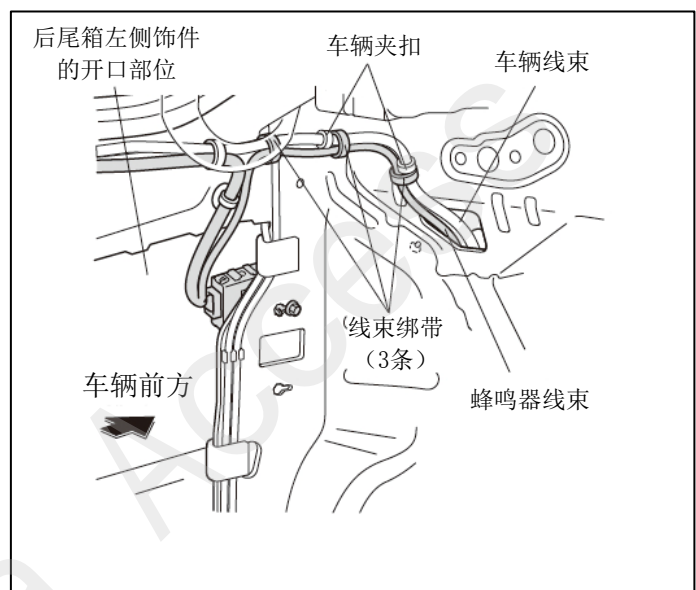 后尾箱左侧饰件
的开口部位
车辆夹扣
车辆线束
线束绑带
（3条）
车辆前方
蜂鸣器线束
Access
a